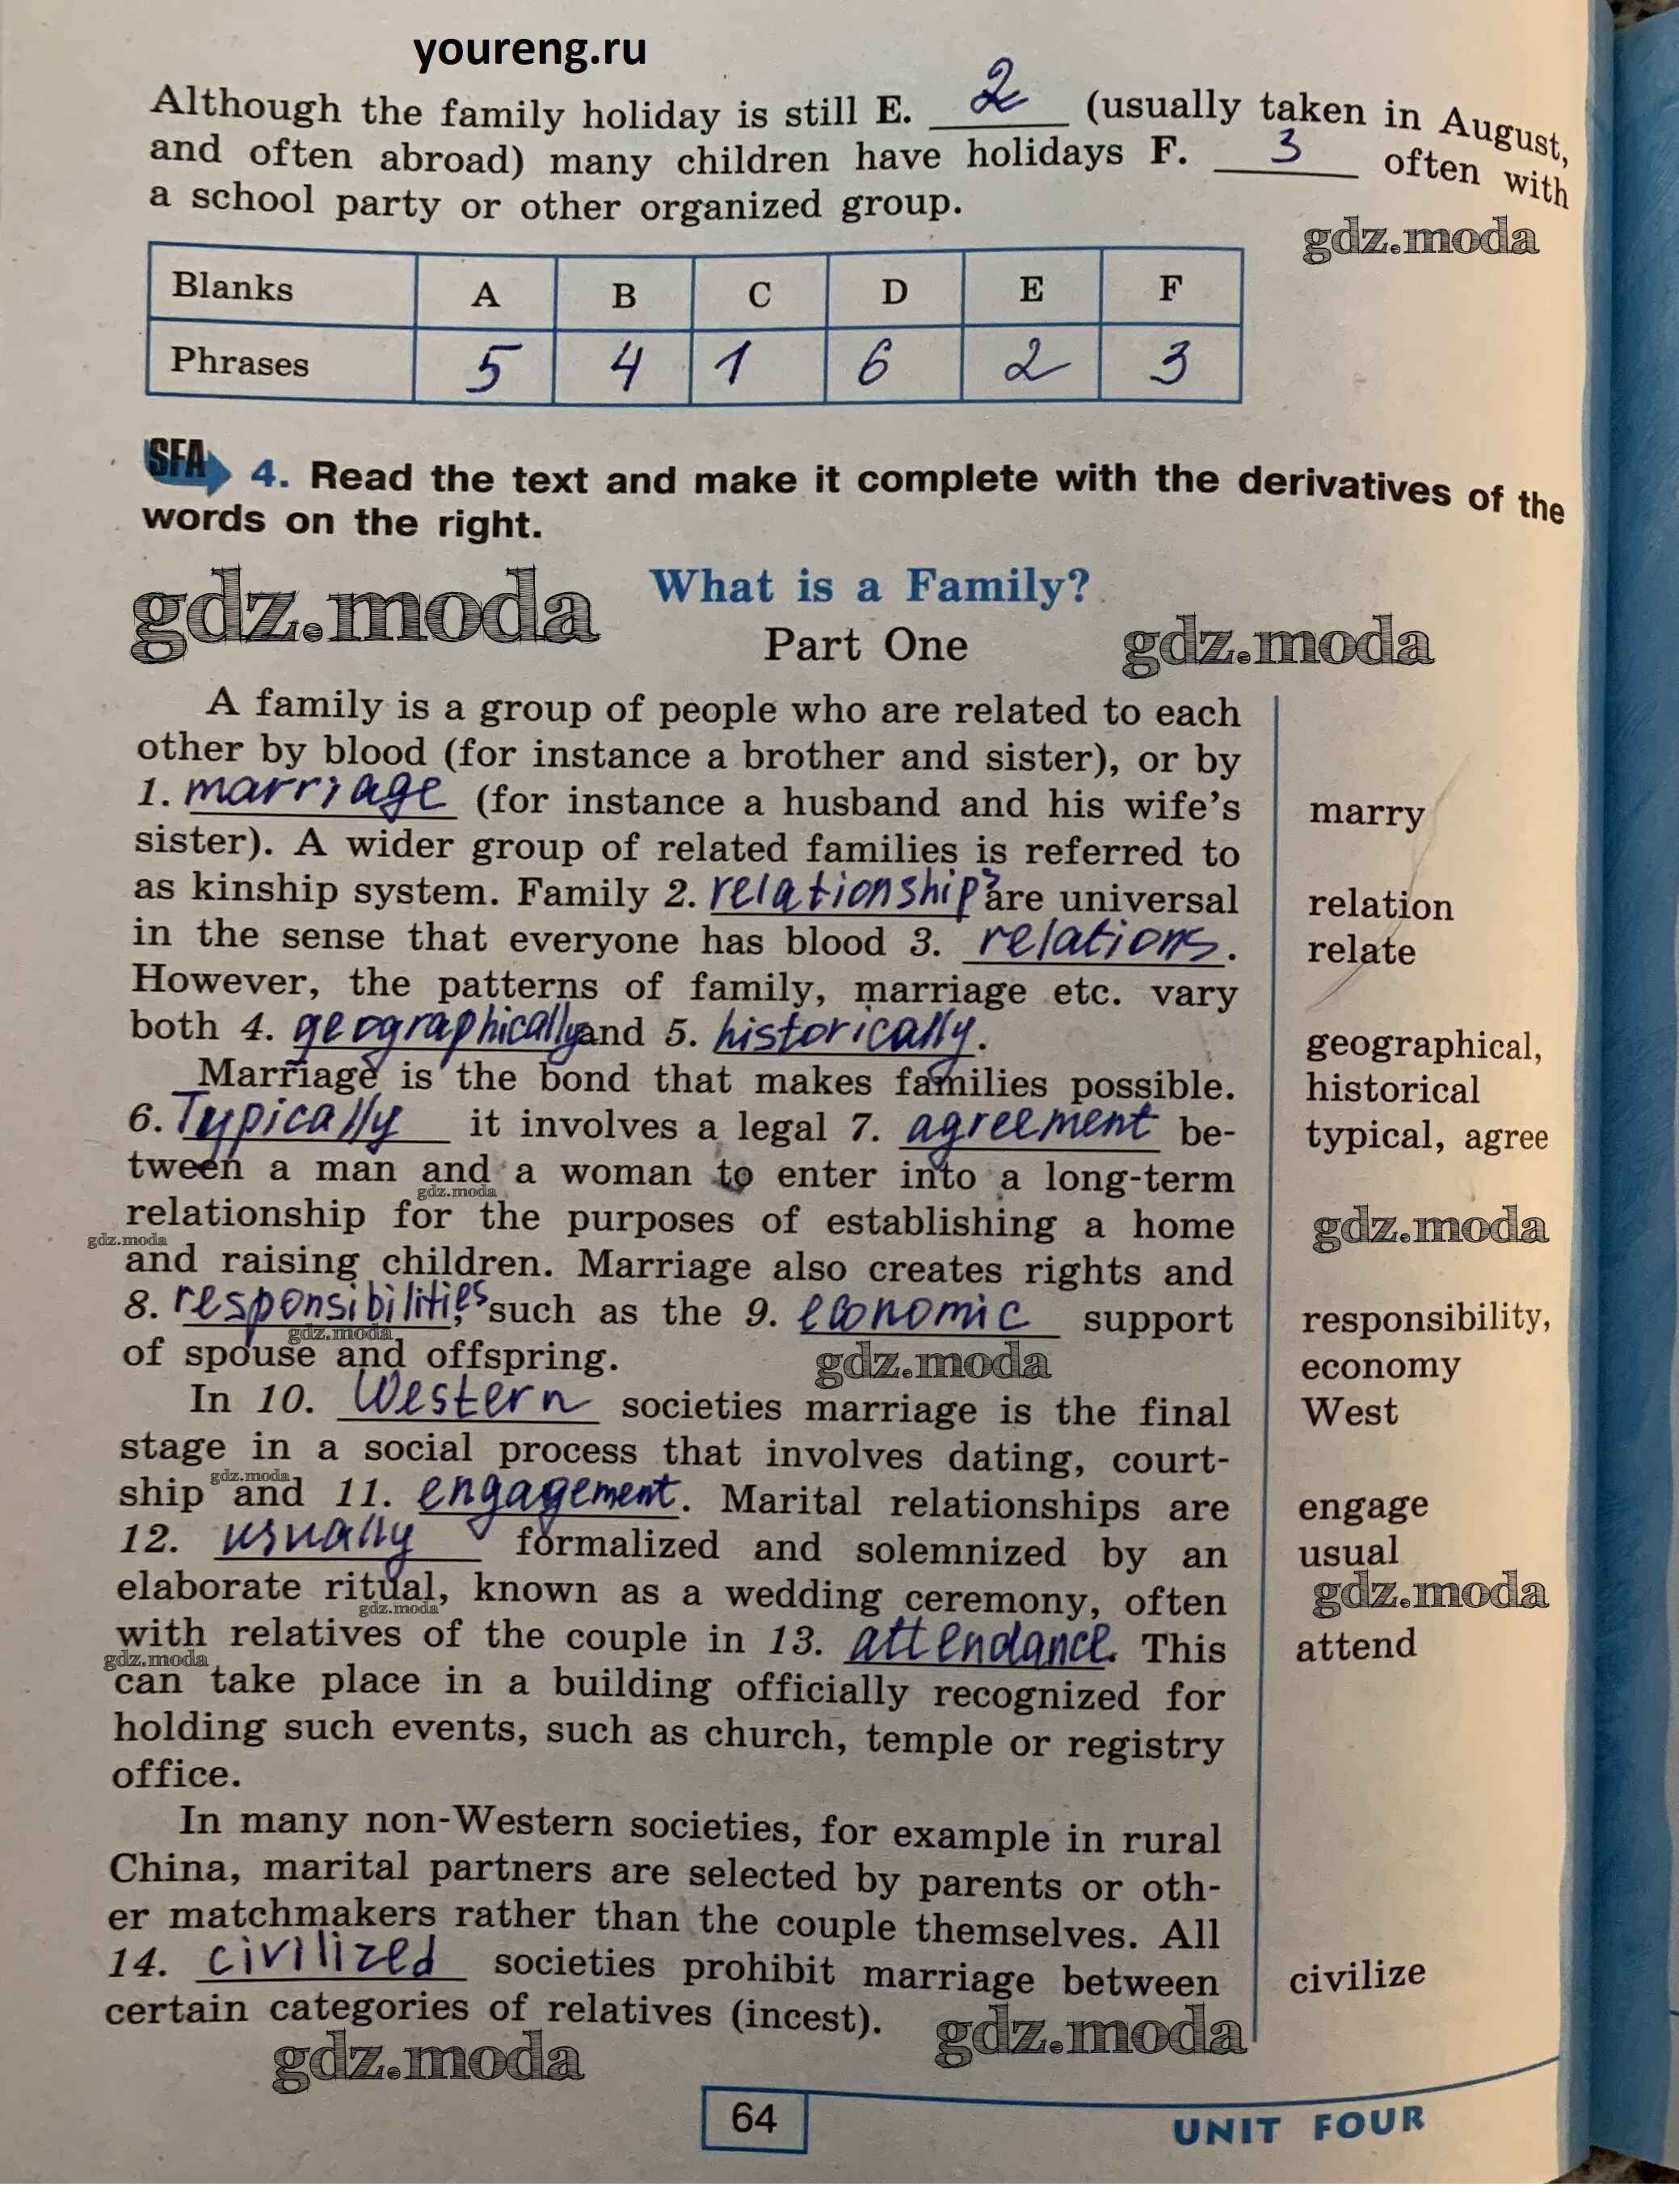 youreng.ru
Although the family holiday is still E. 2 (usually taken in August,
and often abroad) many children have holidays F. 3 often with
a school party or other organized group.
gdz.moda
Blanks A B C D E F
Phrases 5 4 1 6 2 3
SFA 4. Read the text and make it complete with the derivatives of the
words on the right.
What is a Family?
gdz.moda
Part One
gdz.moda
A family is a group of people who are related to each
other by blood (for instance a brother and sister), or by
1. marriage (for instance a husband and his wife's marry
sister). A wider group of related families is referred to
as kinship system. Family 2. relationships are universal relation
in the sense that everyone has blood 3. relations. relate
However, the patterns of family, marriage etc. vary
both 4. geographically and 5. historically. geographical,
Marriage is the bond that makes families possible. historical
6. Typically it involves a legal 7. agreement be- typical, agree
tween a man and a woman to enter into a long-term
gdz.moda
relationship for the purposes of establishing a home gdz.moda
gdz.moda
and raising children. Marriage also creates rights and
8. responsibilities, such as the 9. economic support responsibility,
gdz.moda
of spouse and offspring. gdz.moda economy
In 10. Western societies marriage is the final West
stage in a social process that involves dating, court-
gdz.moda
ship and 11. engagement. Marital relationships are engage
12. usually formalized and solemnized by an usual
elaborate ritual, known as a wedding ceremony, often gdz.moda
gdz.moda
with relatives of the couple in 13. attendance. This attend
gdz.moda
can take place in a building officially recognized for
holding such events, such as church, temple or registry
office.
In many non-Western societies, for example in rural
China, marital partners are selected by parents or oth-
er matchmakers rather than the couple themselves. All
14. civilized societies prohibit marriage between civilize
certain categories of relatives (incest). gdz.moda
gdz.moda
64
UNIT FOUR